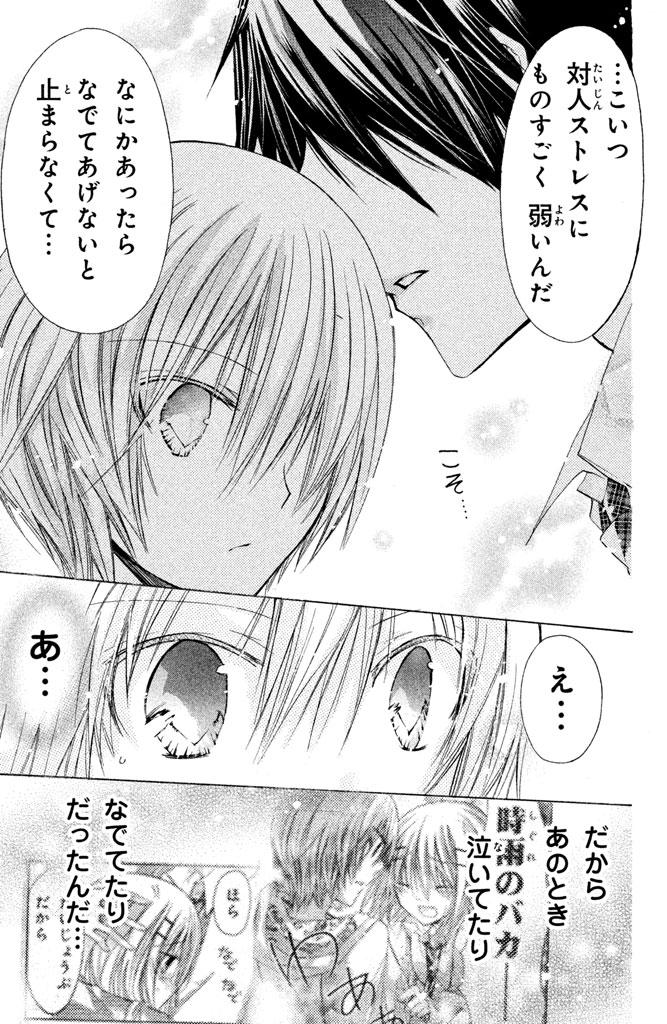 …こいつ
対人ストレスに
ものすごく弱いんだ
なにかあったら
なでてあげないと
止まらなくて…
こそ…
え…
あ…
だから
あのとき
泣いてたり
なでてたり
だったんだ…
時雨のバカ
ほら
なでなで
だいじょうぶ
だから